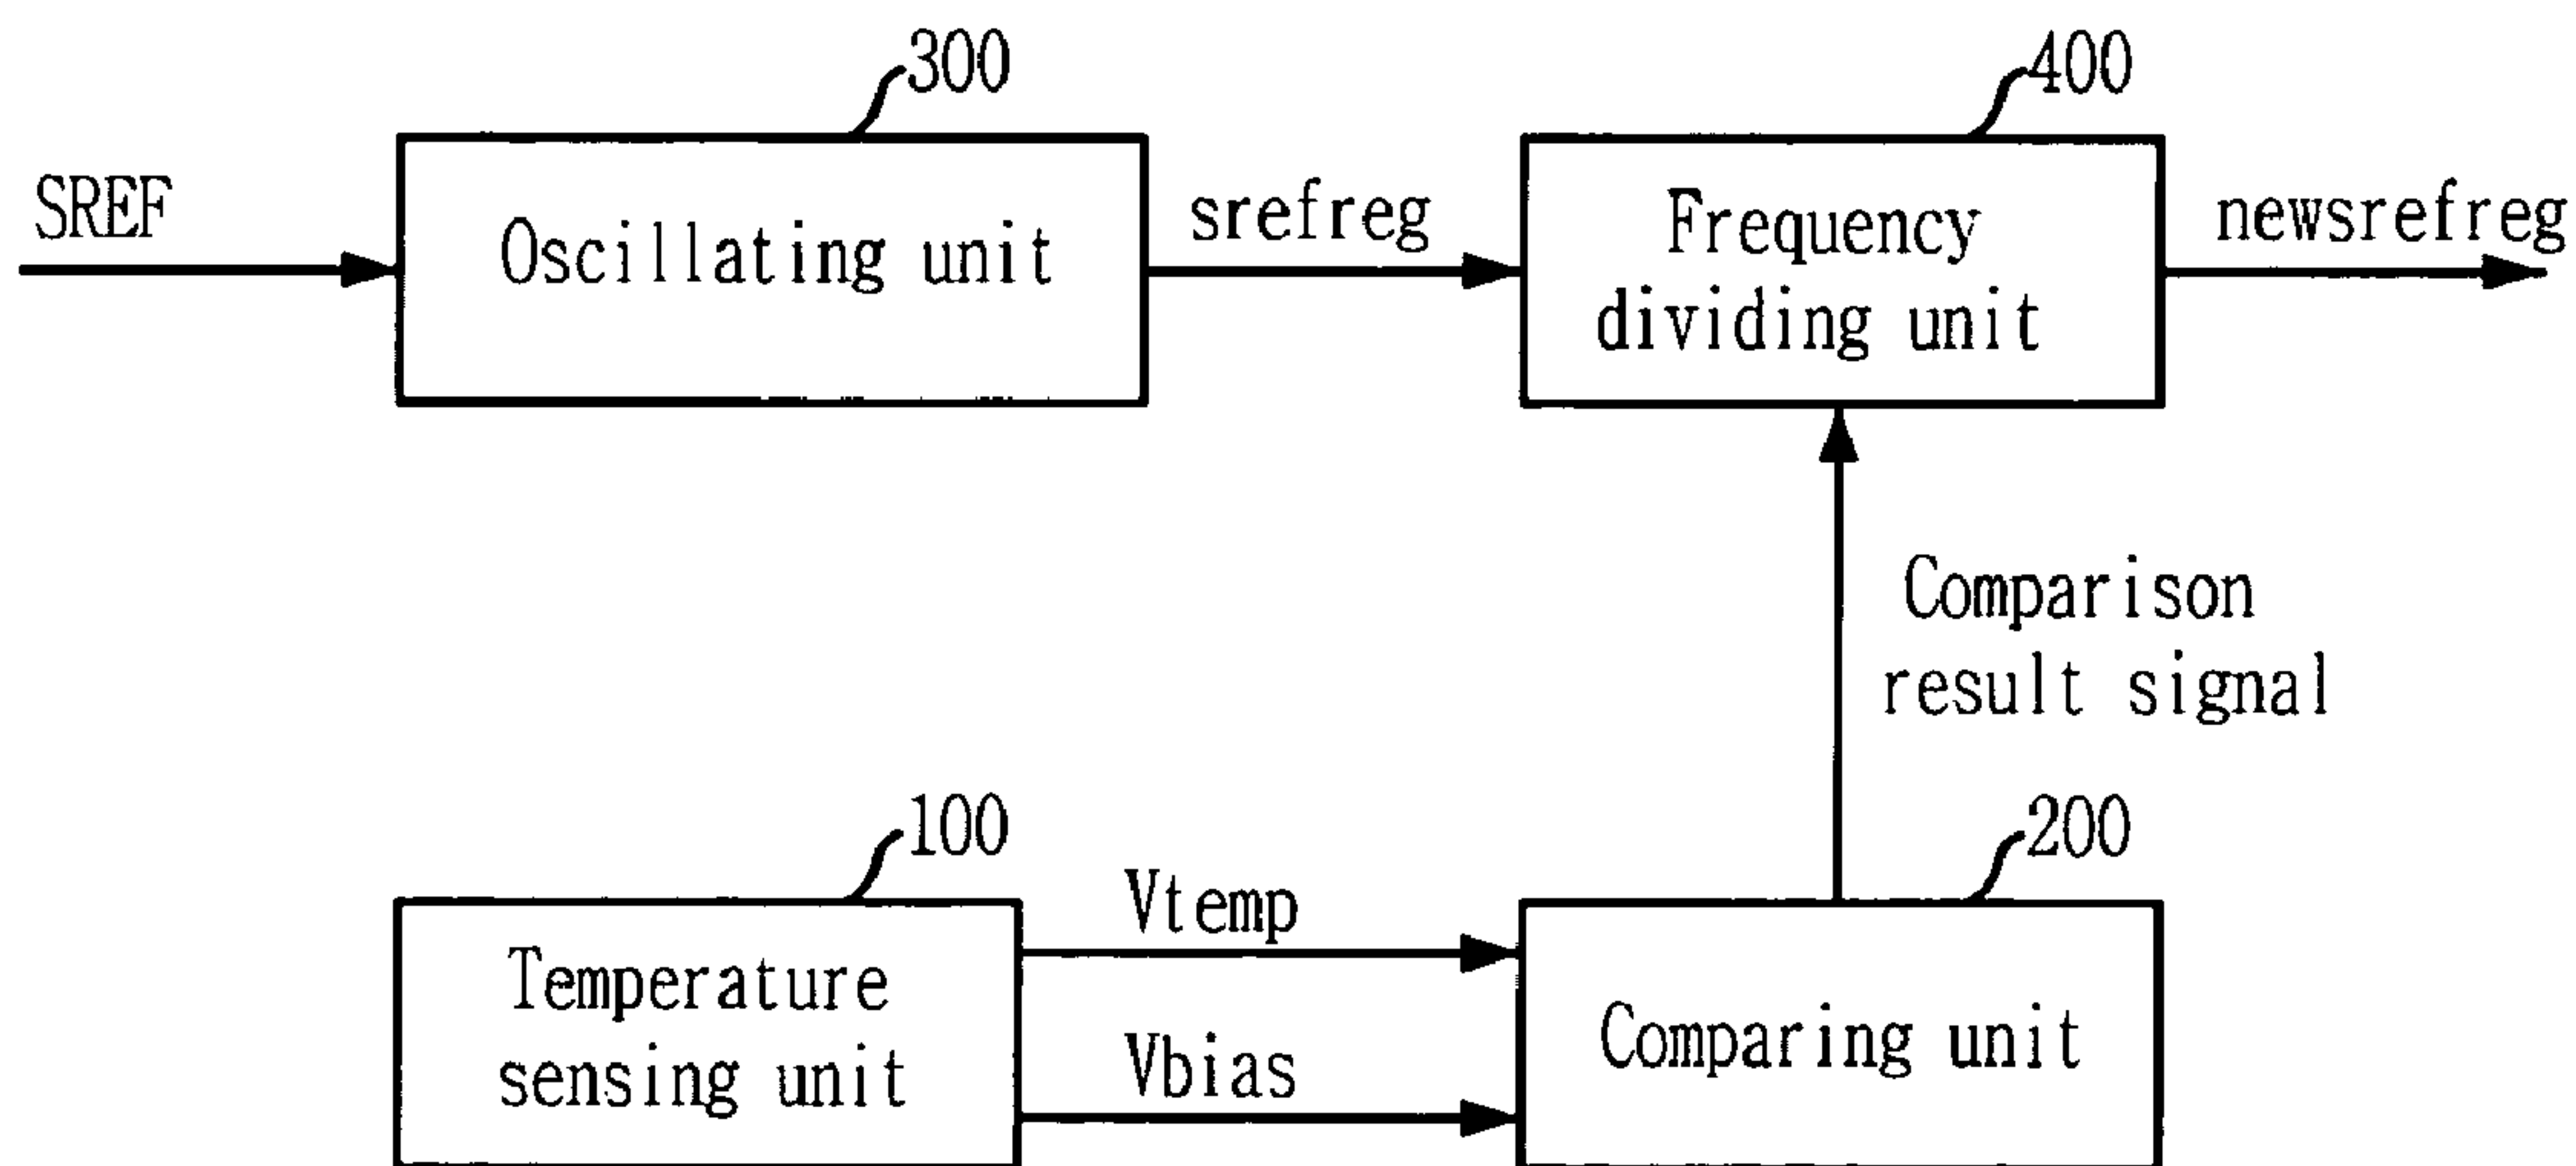 300
400
SREF
Oscillating unit
srefreg
Frequency
dividing unit
newsrefreg
Comparison
result signal
100
200
Temperature
sensing unit
Vtemp
Vbias
Comparing unit